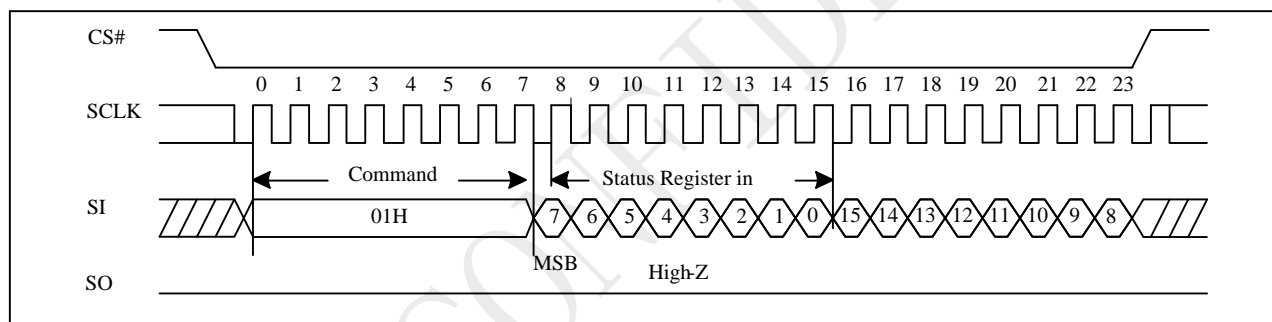 CS#
0 1 2 3 4 5 6 7 8 9 10 11 12 13 14 15 16 17 18 19 20 21 22 23
SCLK
Command Status Register in
SI 01H 7 6 5 4 3 2 1 0 15 14 13 12 11 10 9 8
MSB High-Z
SO